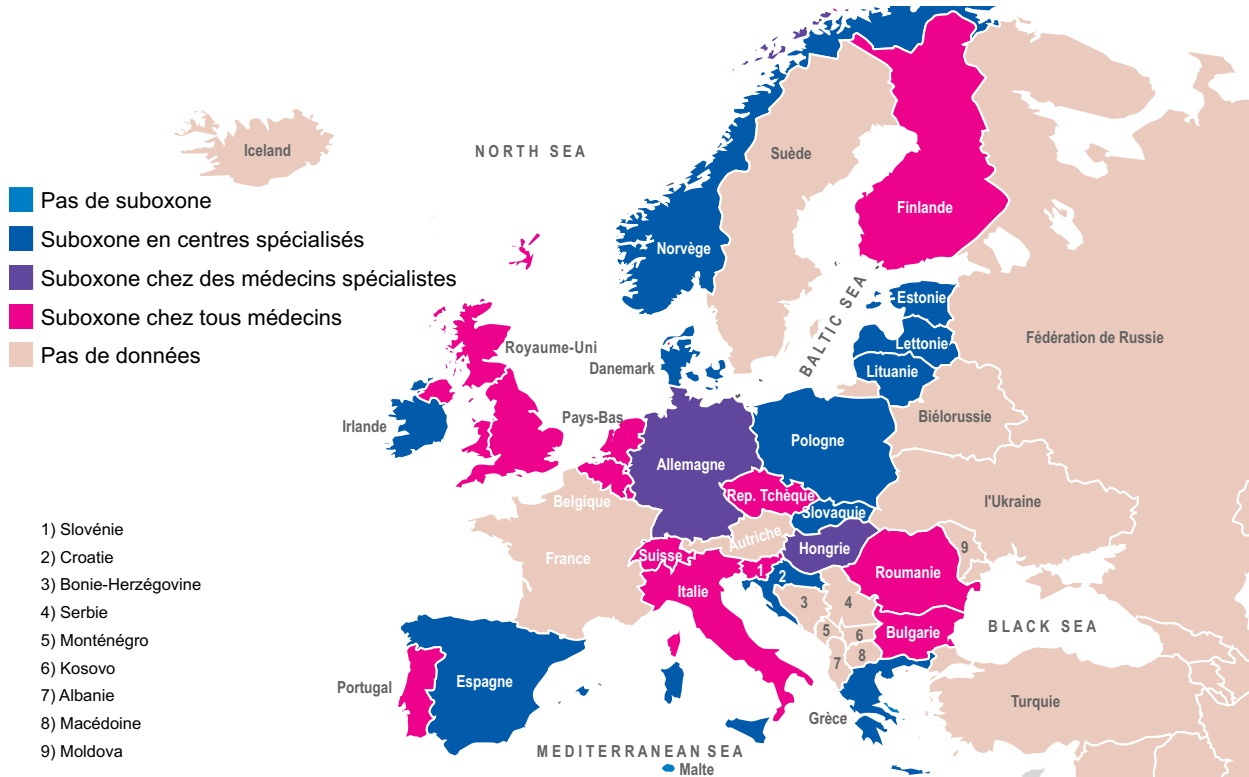 Iceland
NORTH SEA
Suède
Finlande
Norvège
Pas de suboxone
Suboxone en centres spécialisés
Suboxone chez des médecins spécialistes
Suboxone chez tous médecins
Pas de données
BALTIC SEA
Estonie
Lettonie
Lituanie
Fédération de Russie
Royaume-Uni
Danemark
Irlande
Pays-Bas
Biélorussie
Pologne
Allemagne
Belgique
Rep. Tchèque
Slovaquie
l'Ukraine
Autriche
Hongrie
France
Suisse
Italie
Roumanie
Bulgarie
1
2
3
4
5
6
7
8
9
BLACK SEA
1) Slovénie
2) Croatie
3) Bonie-Herzégovine
4) Serbie
5) Monténégro
6) Kosovo
7) Albanie
8) Macédoine
9) Moldova
Portugal
Espagne
Grèce
Turquie
MEDITERRANEAN SEA
Malte